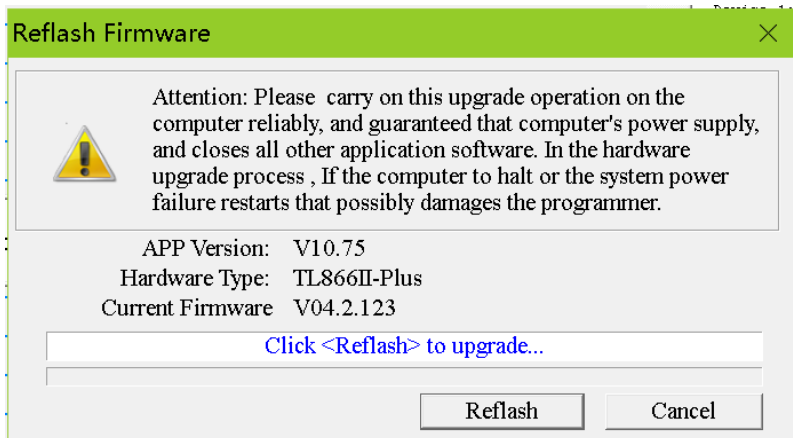 Reflash Firmware
Attention: Please carry on this upgrade operation on the
computer reliably, and guaranteed that computer's power supply,
and closes all other application software. In the hardware
upgrade process , If the computer to halt or the system power
failure restarts that possibly damages the programmer.
APP Version: V10.75
Hardware Type: TL866II-Plus
Current Firmware V04.2.123
Click <Reflash> to upgrade...
Reflash Cancel